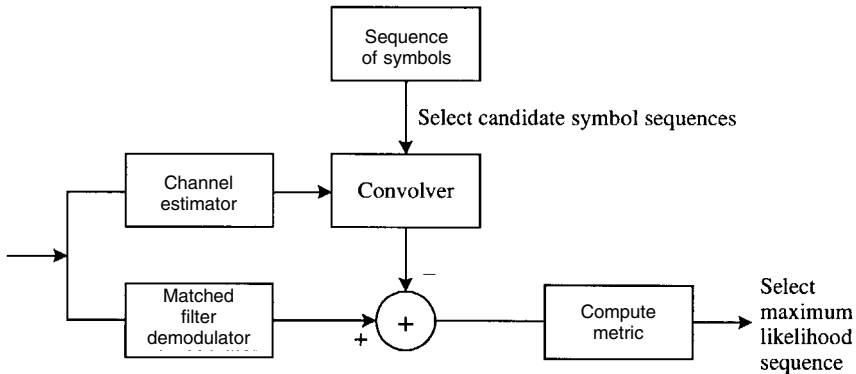 Sequence
of symbols
Select candidate symbol sequences
Channel
estimator
Convolver
−
Matched
filter
demodulator
+
+
Compute
metric
Select
maximum
likelihood
sequence